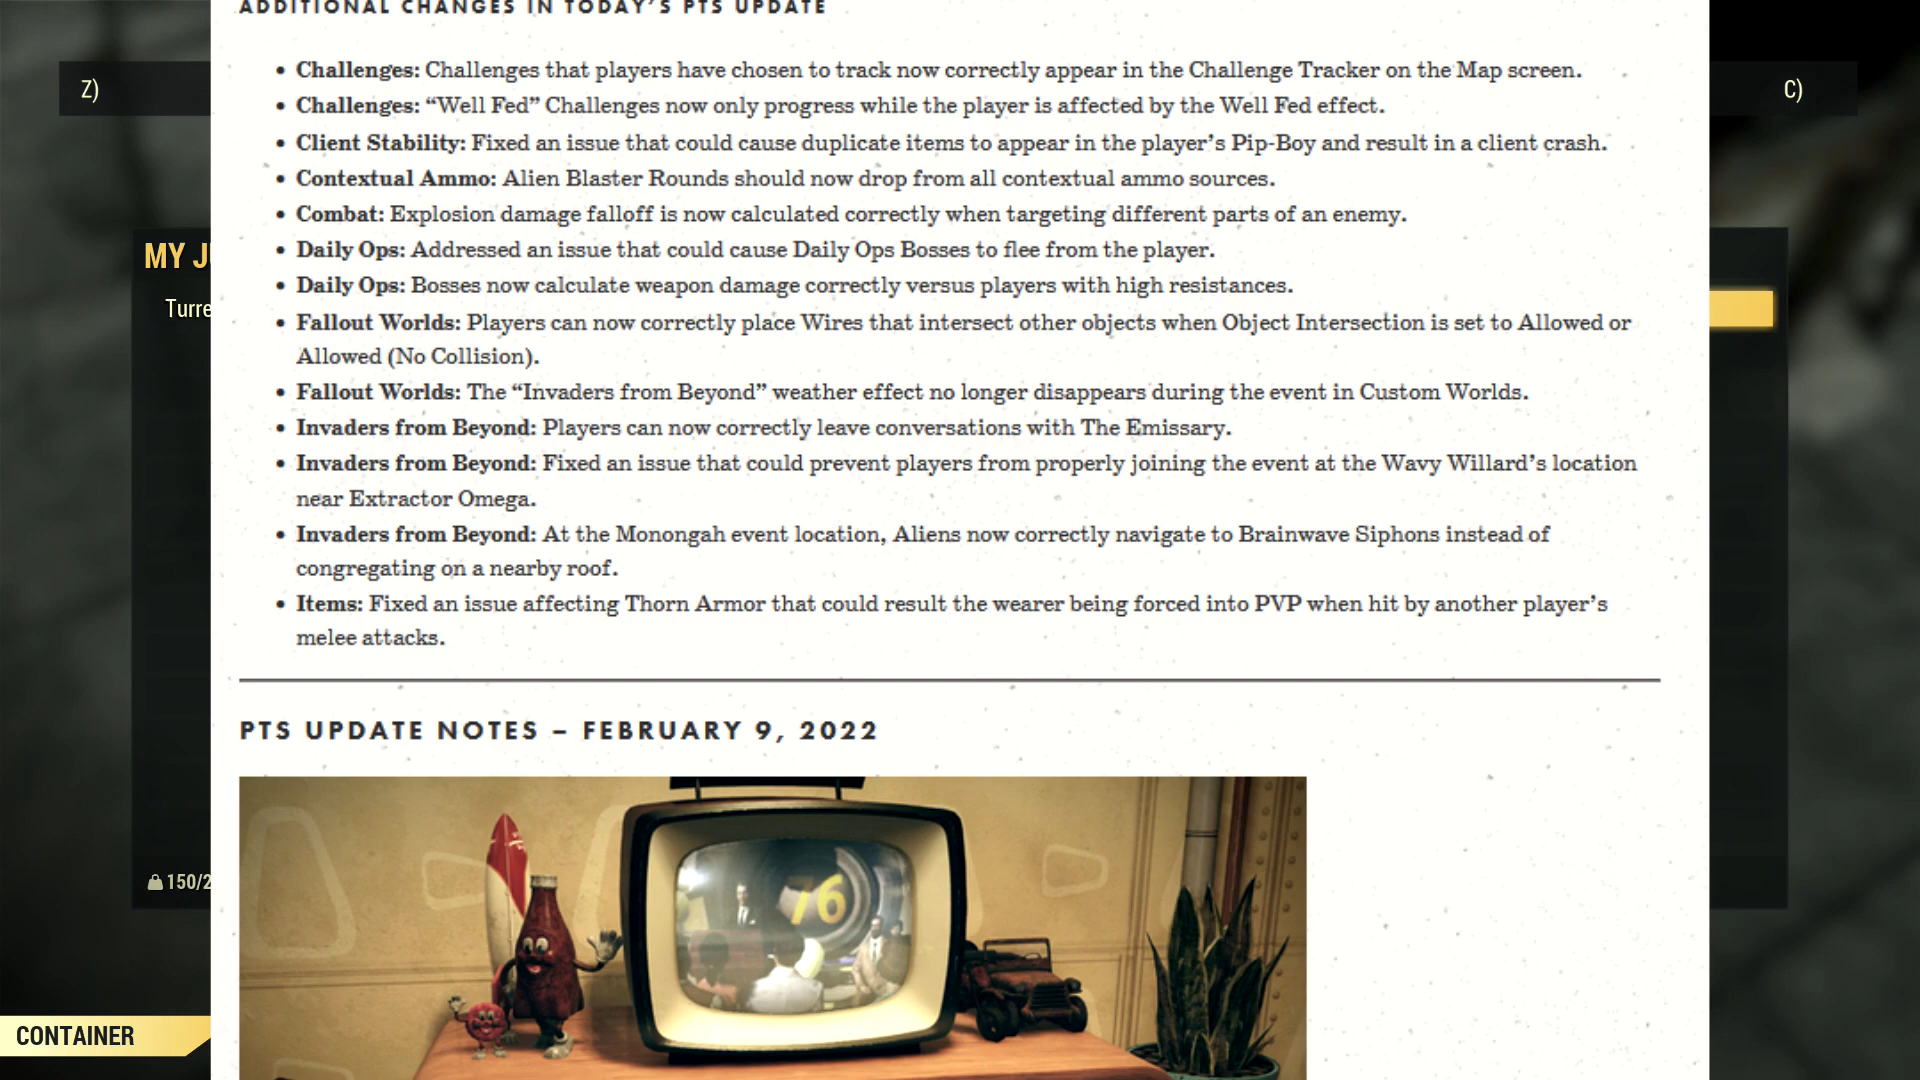 ADDITIONAL CHANGES IN TODAY'S PTS UPDATE
Z)
C)
• Challenges: Challenges that players have chosen to track now correctly appear in the Challenge Tracker on the Map screen.
• Challenges: “Well Fed” Challenges now only progress while the player is affected by the Well Fed effect.
• Client Stability: Fixed an issue that could cause duplicate items to appear in the player’s Pip-Boy and result in a client crash.
• Contextual Ammo: Alien Blaster Rounds should now drop from all contextual ammo sources.
• Combat: Explosion damage falloff is now calculated correctly when targeting different parts of an enemy.
• Daily Ops: Addressed an issue that could cause Daily Ops Bosses to flee from the player.
• Daily Ops: Bosses now calculate weapon damage correctly versus players with high resistances.
• Fallout Worlds: Players can now correctly place Wires that intersect other objects when Object Intersection is set to Allowed or
Allowed (No Collision).
• Fallout Worlds: The “Invaders from Beyond” weather effect no longer disappears during the event in Custom Worlds.
• Invaders from Beyond: Players can now correctly leave conversations with The Emissary.
• Invaders from Beyond: Fixed an issue that could prevent players from properly joining the event at the Wavy Willard’s location
near Extractor Omega.
• Invaders from Beyond: At the Monongah event location, Aliens now correctly navigate to Brainwave Siphons instead of
congregating on a nearby roof.
• Items: Fixed an issue affecting Thorn Armor that could result the wearer being forced into PVP when hit by another player’s
melee attacks.
MY JU
Turre
150/2
CONTAINER
PTS UPDATE NOTES – FEBRUARY 9, 2022
76